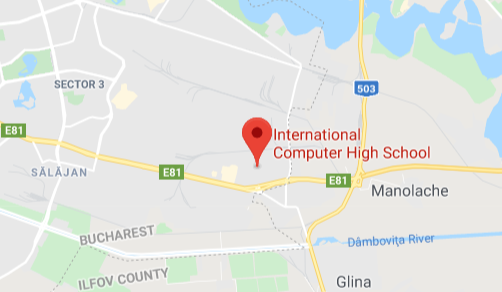 503
SECTOR 3
E81
International
Computer High School
E81
SĂLĂJAN
E81
Manolache
BUCHAREST
Dâmbovița River
ILFOV COUNTY
Glina